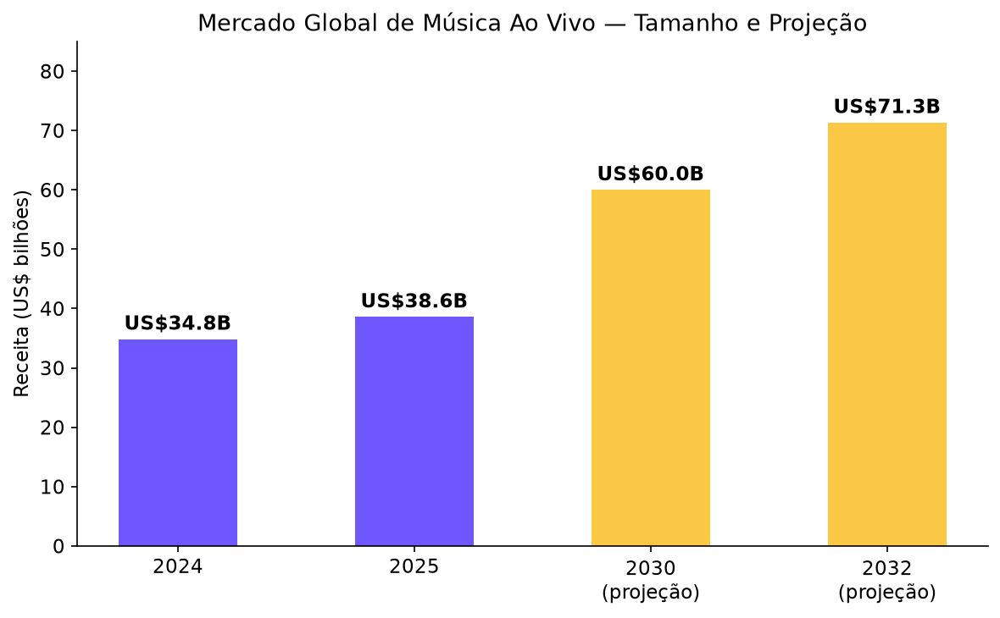 Mercado Global de Música Ao Vivo — Tamanho e Projeção
Receita (US$ bilhões)
80
70
60
50
40
30
20
10
0
US$34.8B
US$38.6B
US$60.0B
US$71.3B
2024
2025
2030
(projeção)
2032
(projeção)